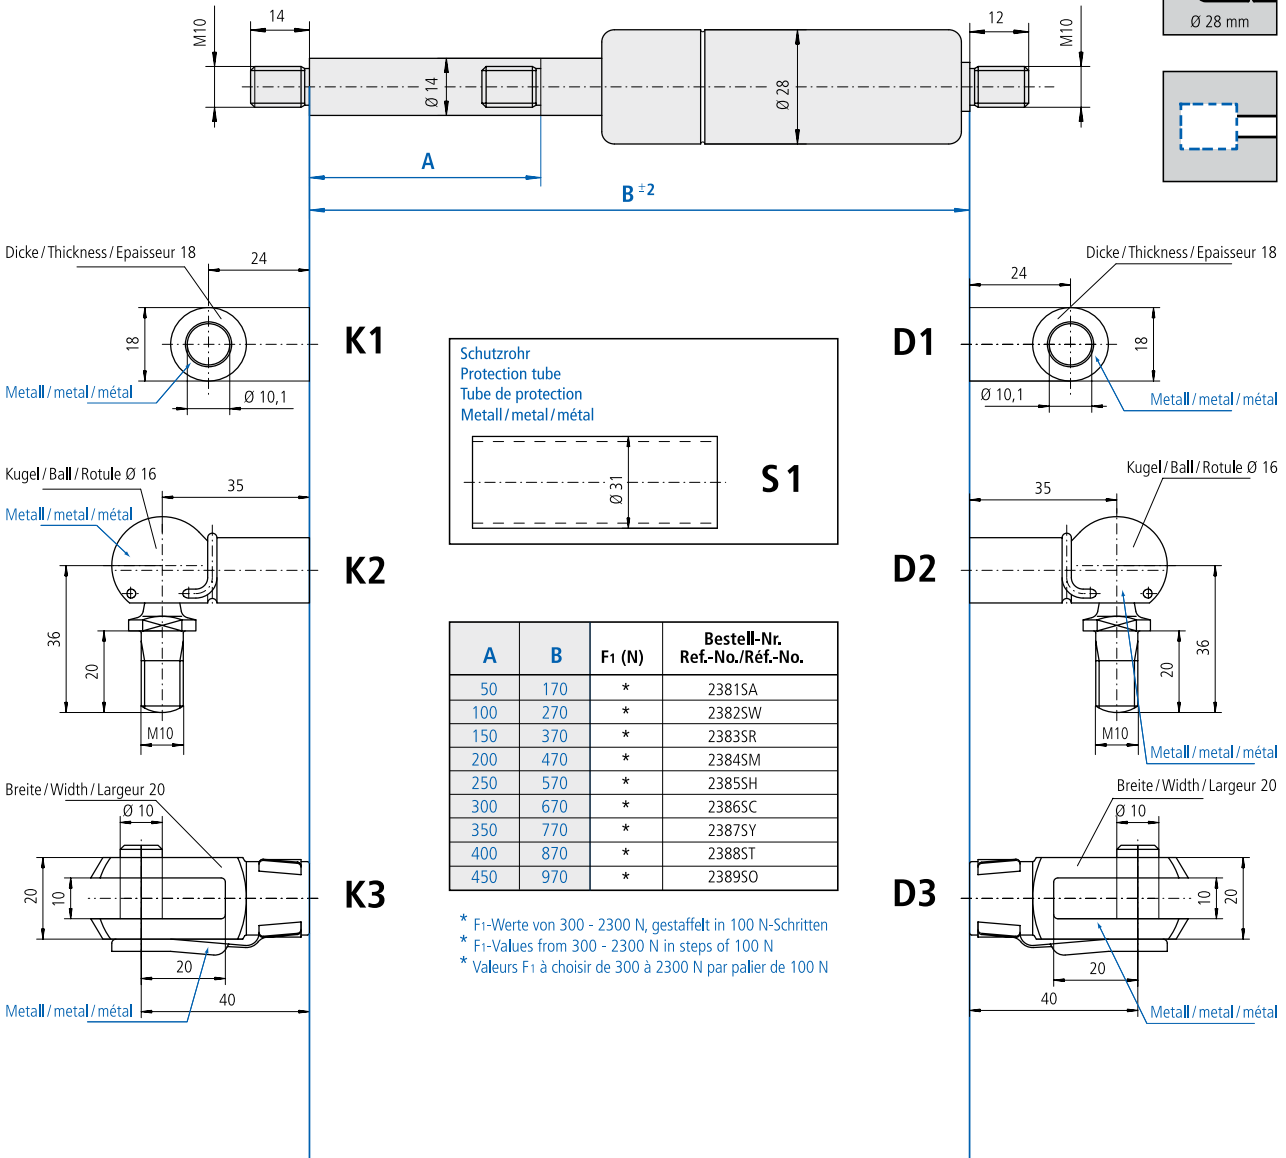 14
M10
12
M10
Ø 28 mm
Ø 14
Ø 28
A
B ±2
Dicke / Thickness / Epaisseur 18
24
18
Metall / metal / métal
Ø 10,1
K1
Schutzrohr
Protection tube
Tube de protection
Metall / metal / métal
Ø 31
S 1
D1
Dicke / Thickness / Epaisseur 18
24
18
Ø 10,1
Metall / metal / métal
Kugel / Ball / Rotule Ø 16
35
Metall / metal / métal
36
20
M10
K2
D2
Kugel / Ball / Rotule Ø 16
35
36
20
M10
Metall / metal / métal
A B F1 (N) Bestell-Nr.
Ref.-No./Réf.-No.
50 170 * 2381SA
100 270 * 2382SW
150 370 * 2383SR
200 470 * 2384SM
250 570 * 2385SH
300 670 * 2386SC
350 770 * 2387SY
400 870 * 2388ST
450 970 * 2389SO
* F1-Werte von 300 - 2300 N, gestaffelt in 100 N-Schritten
* F1-Values from 300 - 2300 N in steps of 100 N
* Valeurs F1 à choisir de 300 à 2300 N par palier de 100 N
Breite / Width / Largeur 20
Ø 10
20
10
20
40
Metall / metal / métal
K3
D3
Breite / Width / Largeur 20
Ø 10
10
20
20
40
Metall / metal / métal